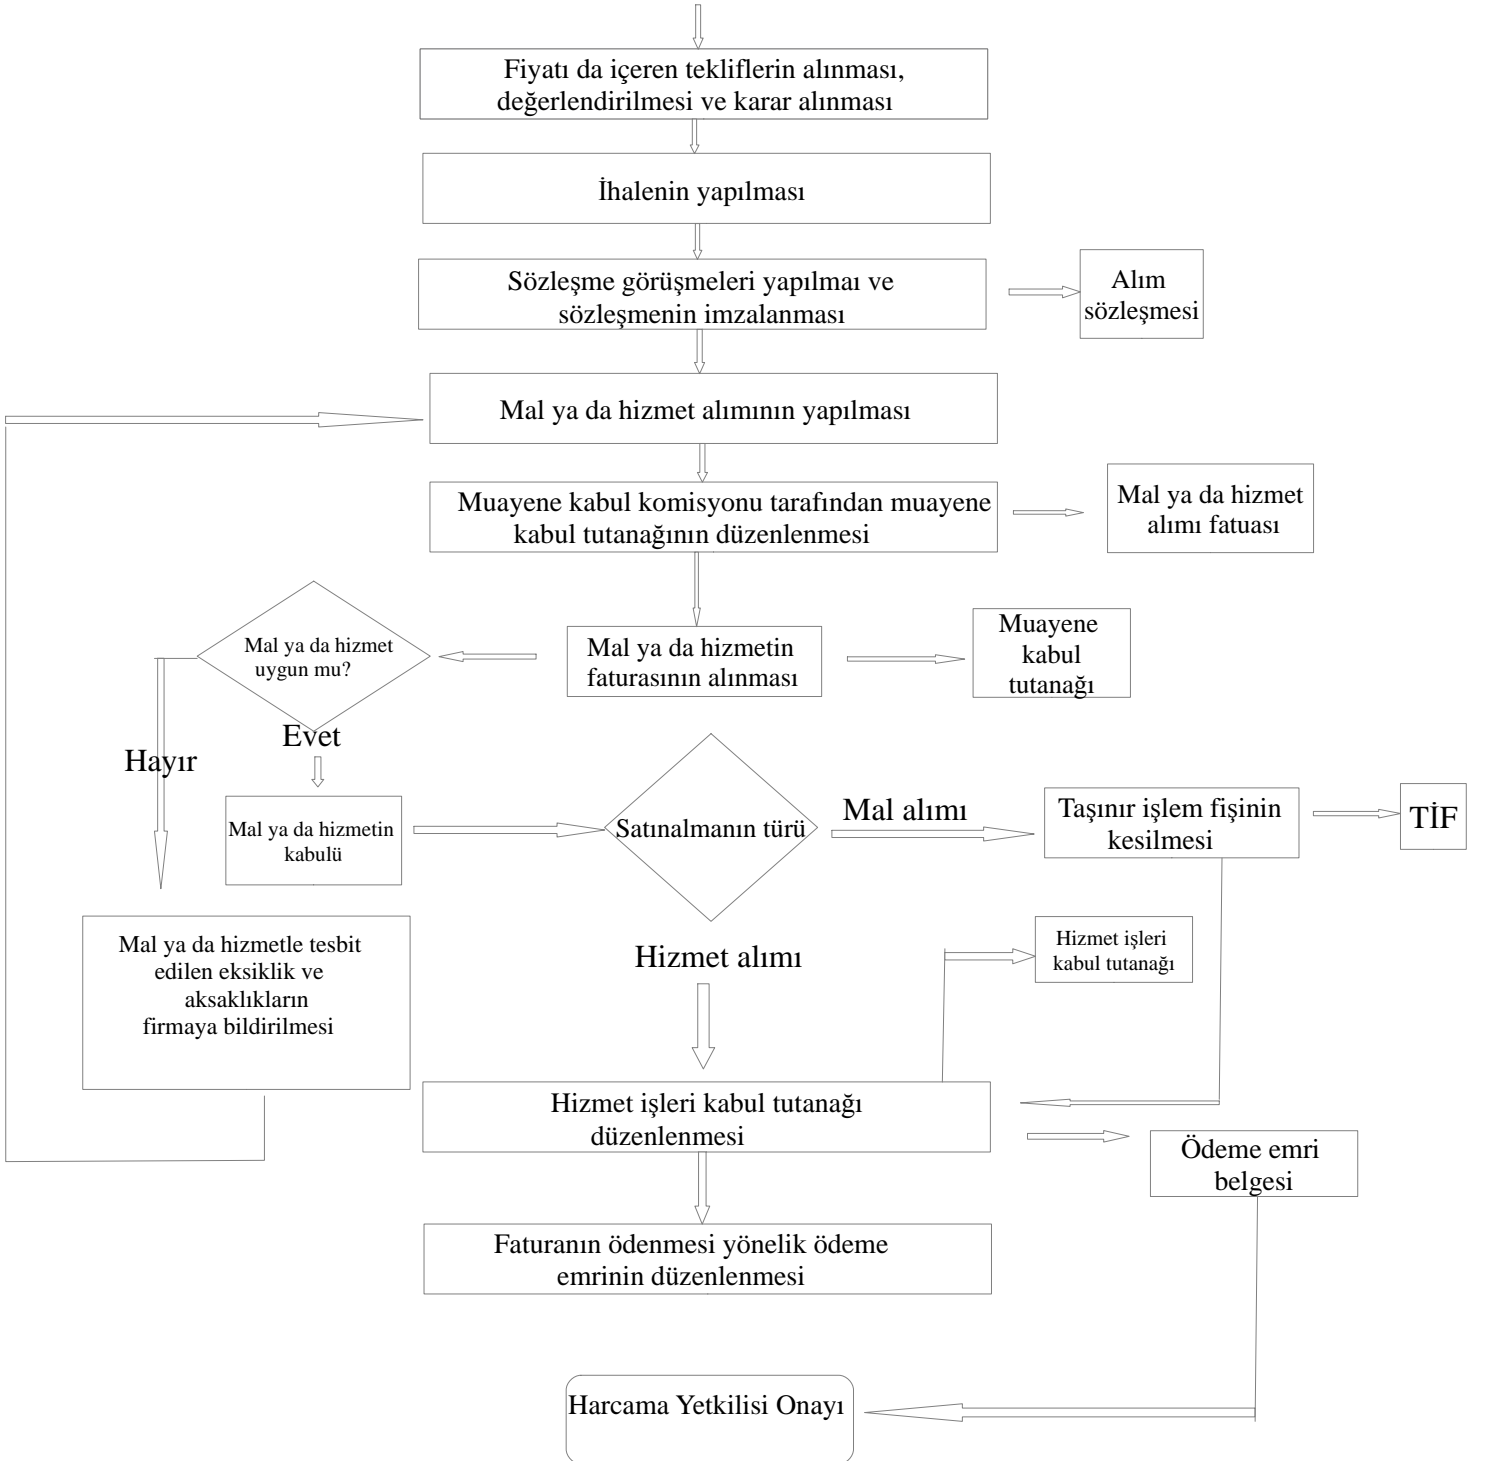 Fiyatı da içeren tekliflerin alınması,
değerlendirilmesi ve karar alınması
İhalenin yapılması
Sözleşme görüşmeleri yapılmaı ve
sözleşmenin imzalanması
Alım
sözleşmesi
Mal ya da hizmet alımının yapılması
Muayene kabul komisyonu tarafından muayene
kabul tutanağının düzenlenmesi
Mal ya da hizmet
alımı fatuası
Mal ya da hizmet
uygun mu?
Mal ya da hizmetin
faturasının alınması
Muayene
kabul
tutanağı
Evet
Hayır
Mal ya da hizmetin
kabulü
Satınalmanın türü
Mal alımı
Taşınır işlem fişinin
kesilmesi
TİF
Mal ya da hizmetle tesbit
edilen eksiklik ve
aksaklıkların
firmaya bildirilmesi
Hizmet alımı
Hizmet işleri
kabul tutanağı
Hizmet işleri kabul tutanağı
düzenlenmesi
Ödeme emri
belgesi
Faturanın ödenmesi yönelik ödeme
emrinin düzenlenmesi
Harcama Yetkilisi Onayı